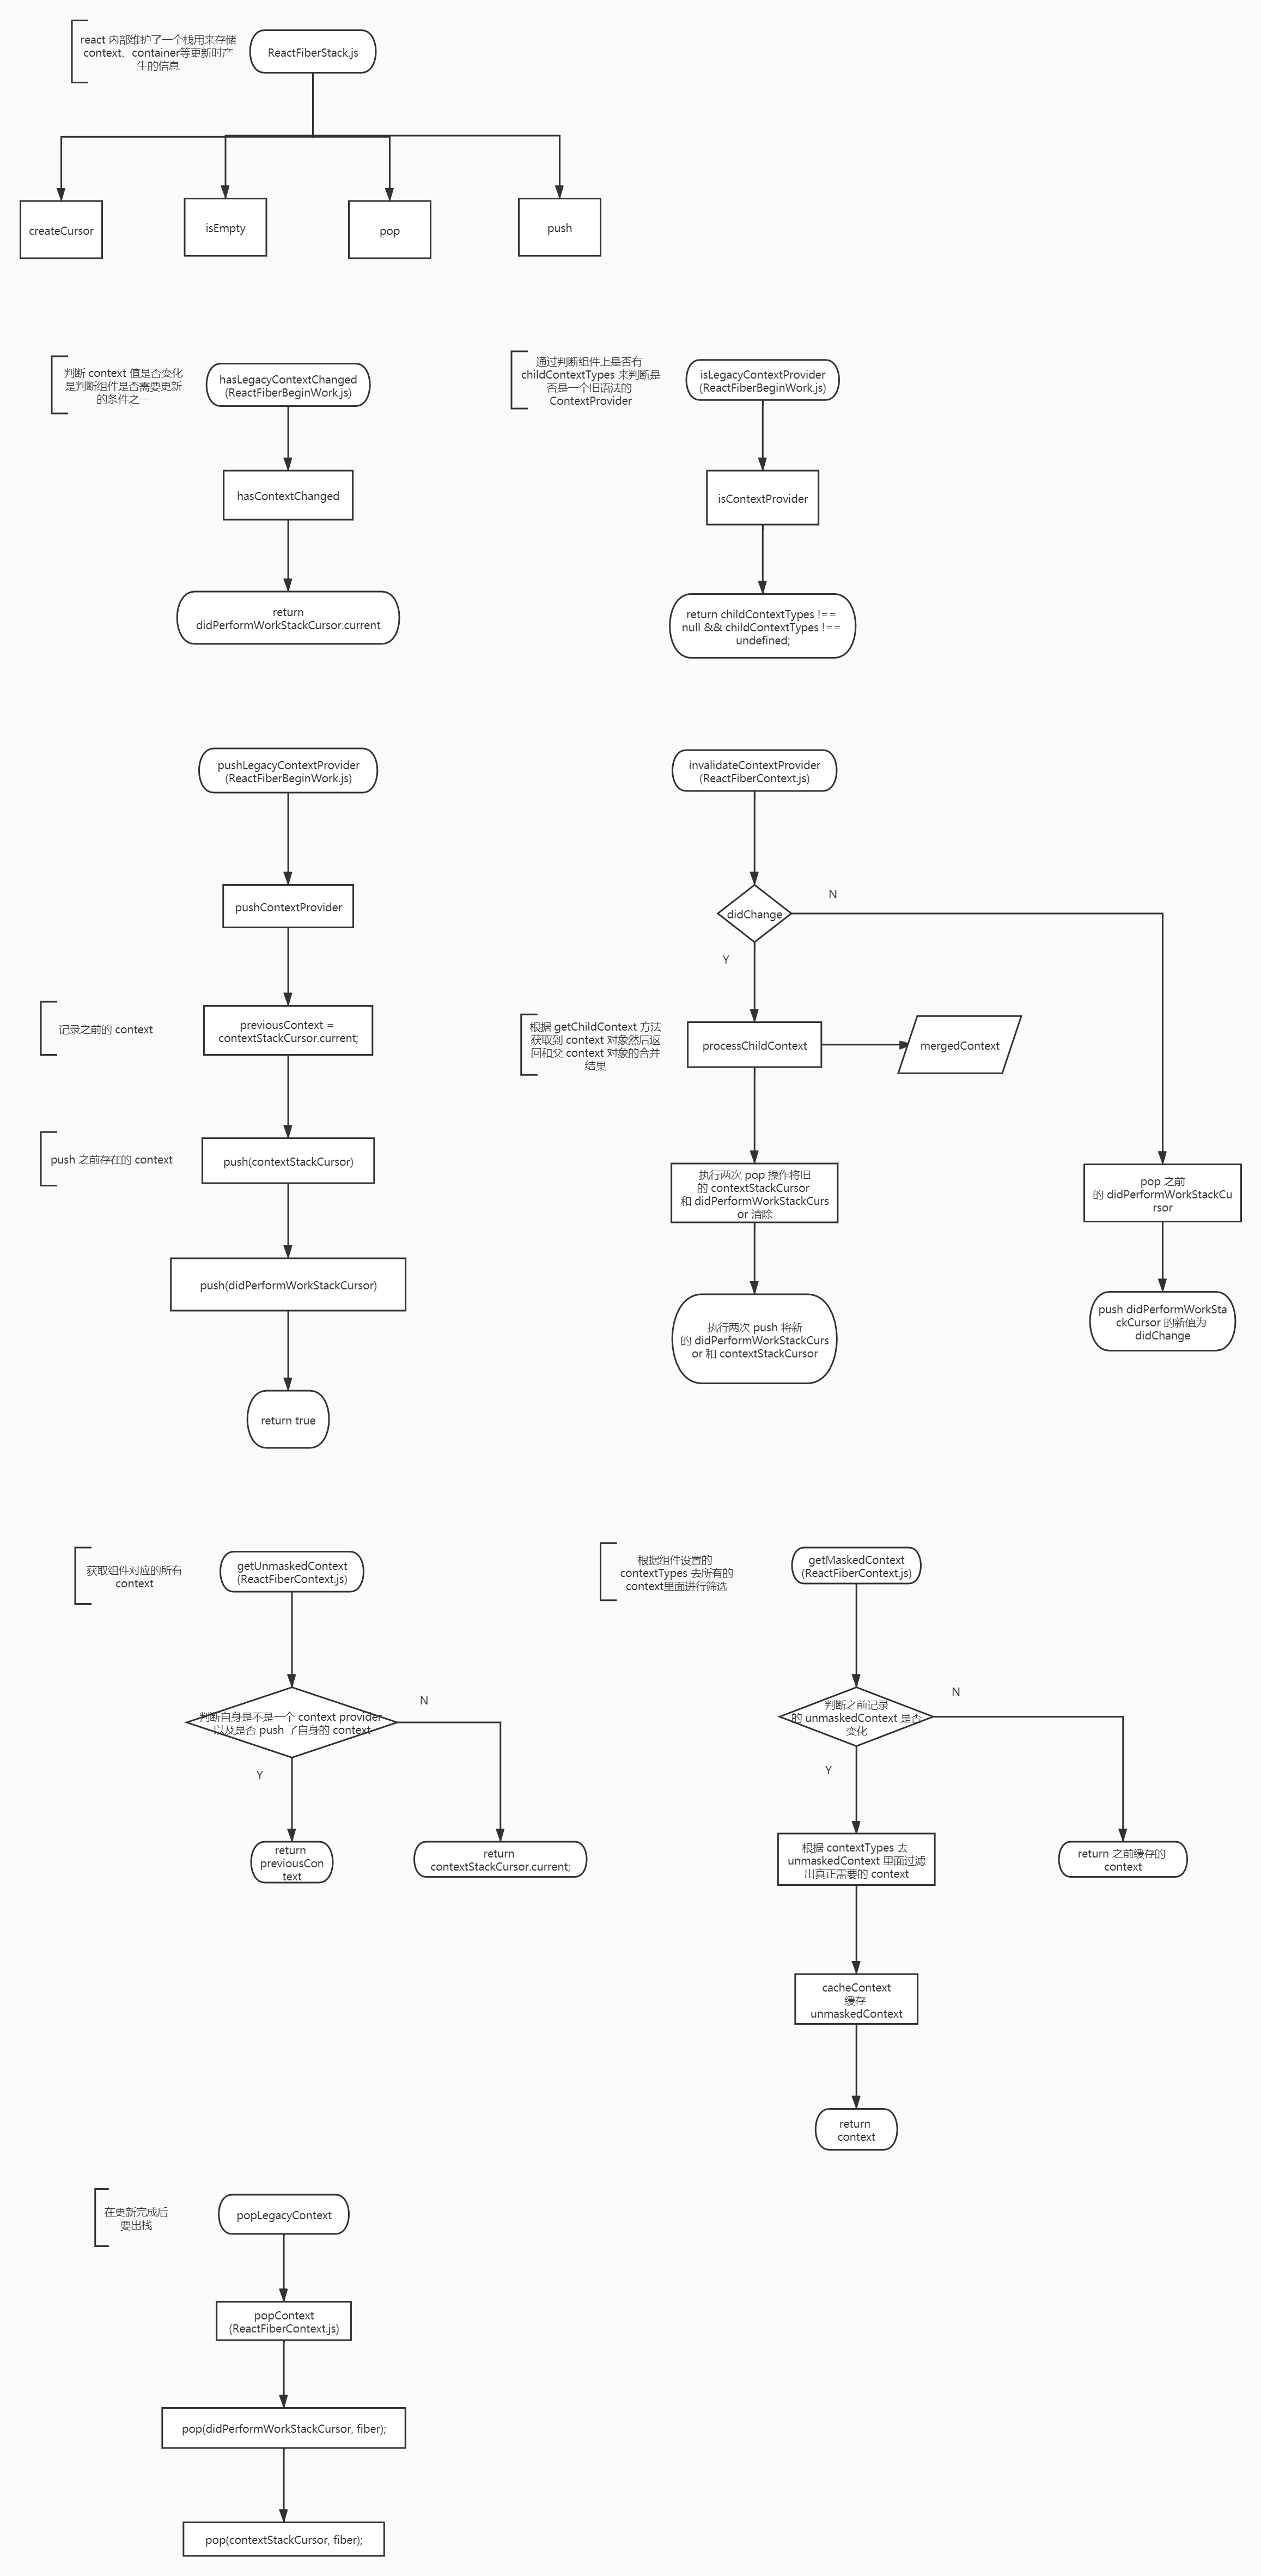 react 内部维护了一个栈用来存储
context、container等更新时产
生的信息
ReactFiberStack.js
createCursor
isEmpty
pop
push
判断 context 值是否变化
是判断组件是否需要更新
的条件之一
hasLegacyContextChanged
(ReactFiberBeginWork.js)
hasContextChanged
return
didPerformWorkStackCursor.current
通过判断组件上是否有
childContextTypes 来判断是
否是一个旧语法的
ContextProvider
isLegacyContextProvider
(ReactFiberBeginWork.js)
isContextProvider
return childContextTypes !==
null && childContextTypes !==
undefined;
pushLegacyContextProvider
(ReactFiberBeginWork.js)
pushContextProvider
记录之前的 context
previousContext =
contextStackCursor.current;
push 之前存在的 context
push(contextStackCursor)
push(didPerformWorkStackCursor)
return true
invalidateContextProvider
(ReactFiberContext.js)
didChange
N
Y
根据 getChildContext 方法
获取到 context 对象然后返
回和父 context 对象的合并
结果
processChildContext
mergedContext
执行两次 pop 操作将旧
的 contextStackCursor
和 didPerformWorkStackCurs
or 清除
pop 之前
的 didPerformWorkStackCu
rsor
执行两次 push 将新
的 didPerformWorkStackCurs
or 和 contextStackCursor
push didPerformWorkSta
ckCursor 的新值为
didChange
获取组件对应的所有
context
getUnmaskedContext
(ReactFiberContext.js)
判断自身是不是一个 context provider
以及是否 push 了自身的 context
N
Y
return
previousCon
text
return
contextStackCursor.current;
根据组件设置的
contextTypes 去所有的
context里面进行筛选
getMaskedContext
(ReactFiberContext.js)
判断之前记录
的 unmaskedContext 是否
变化
N
Y
根据 contextTypes 去
unmaskedContext 里面过滤
出真正需要的 context
return 之前缓存的
context
cacheContext
缓存
unmaskedContext
return
context
在更新完成后
要出栈
popLegacyContext
popContext
(ReactFiberContext.js)
pop(didPerformWorkStackCursor, fiber);
pop(contextStackCursor, fiber);